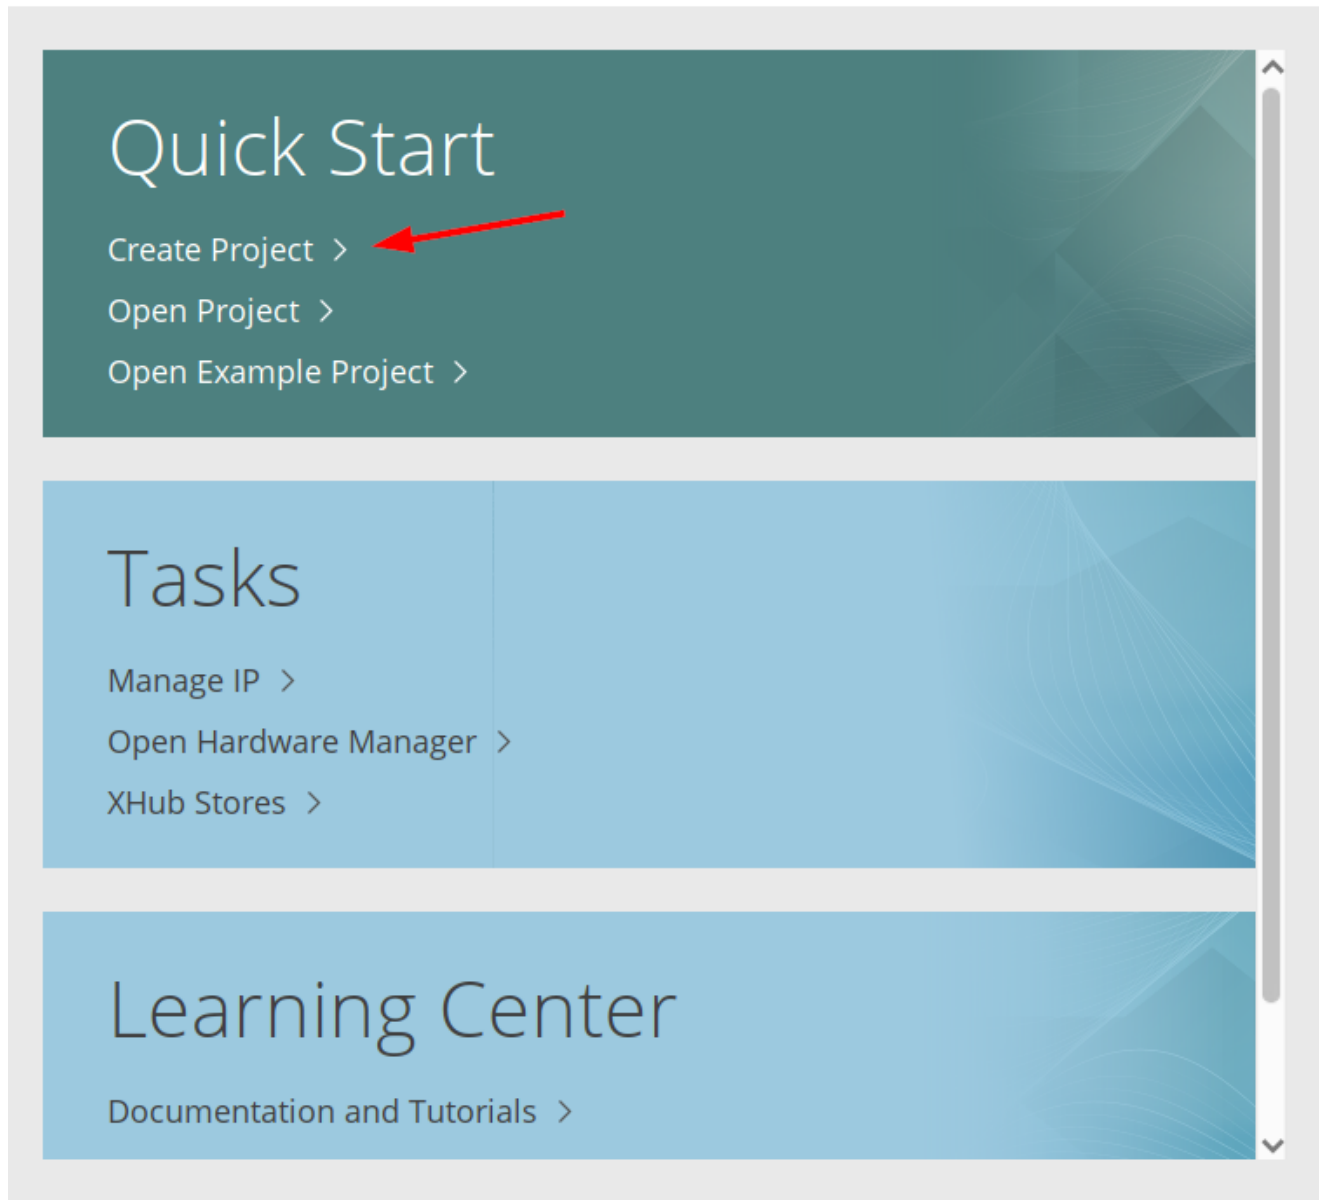 Quick Start
Create Project >
Open Project >
Open Example Project >
Tasks
Manage IP >
Open Hardware Manager >
XHub Stores >
Learning Center
Documentation and Tutorials >